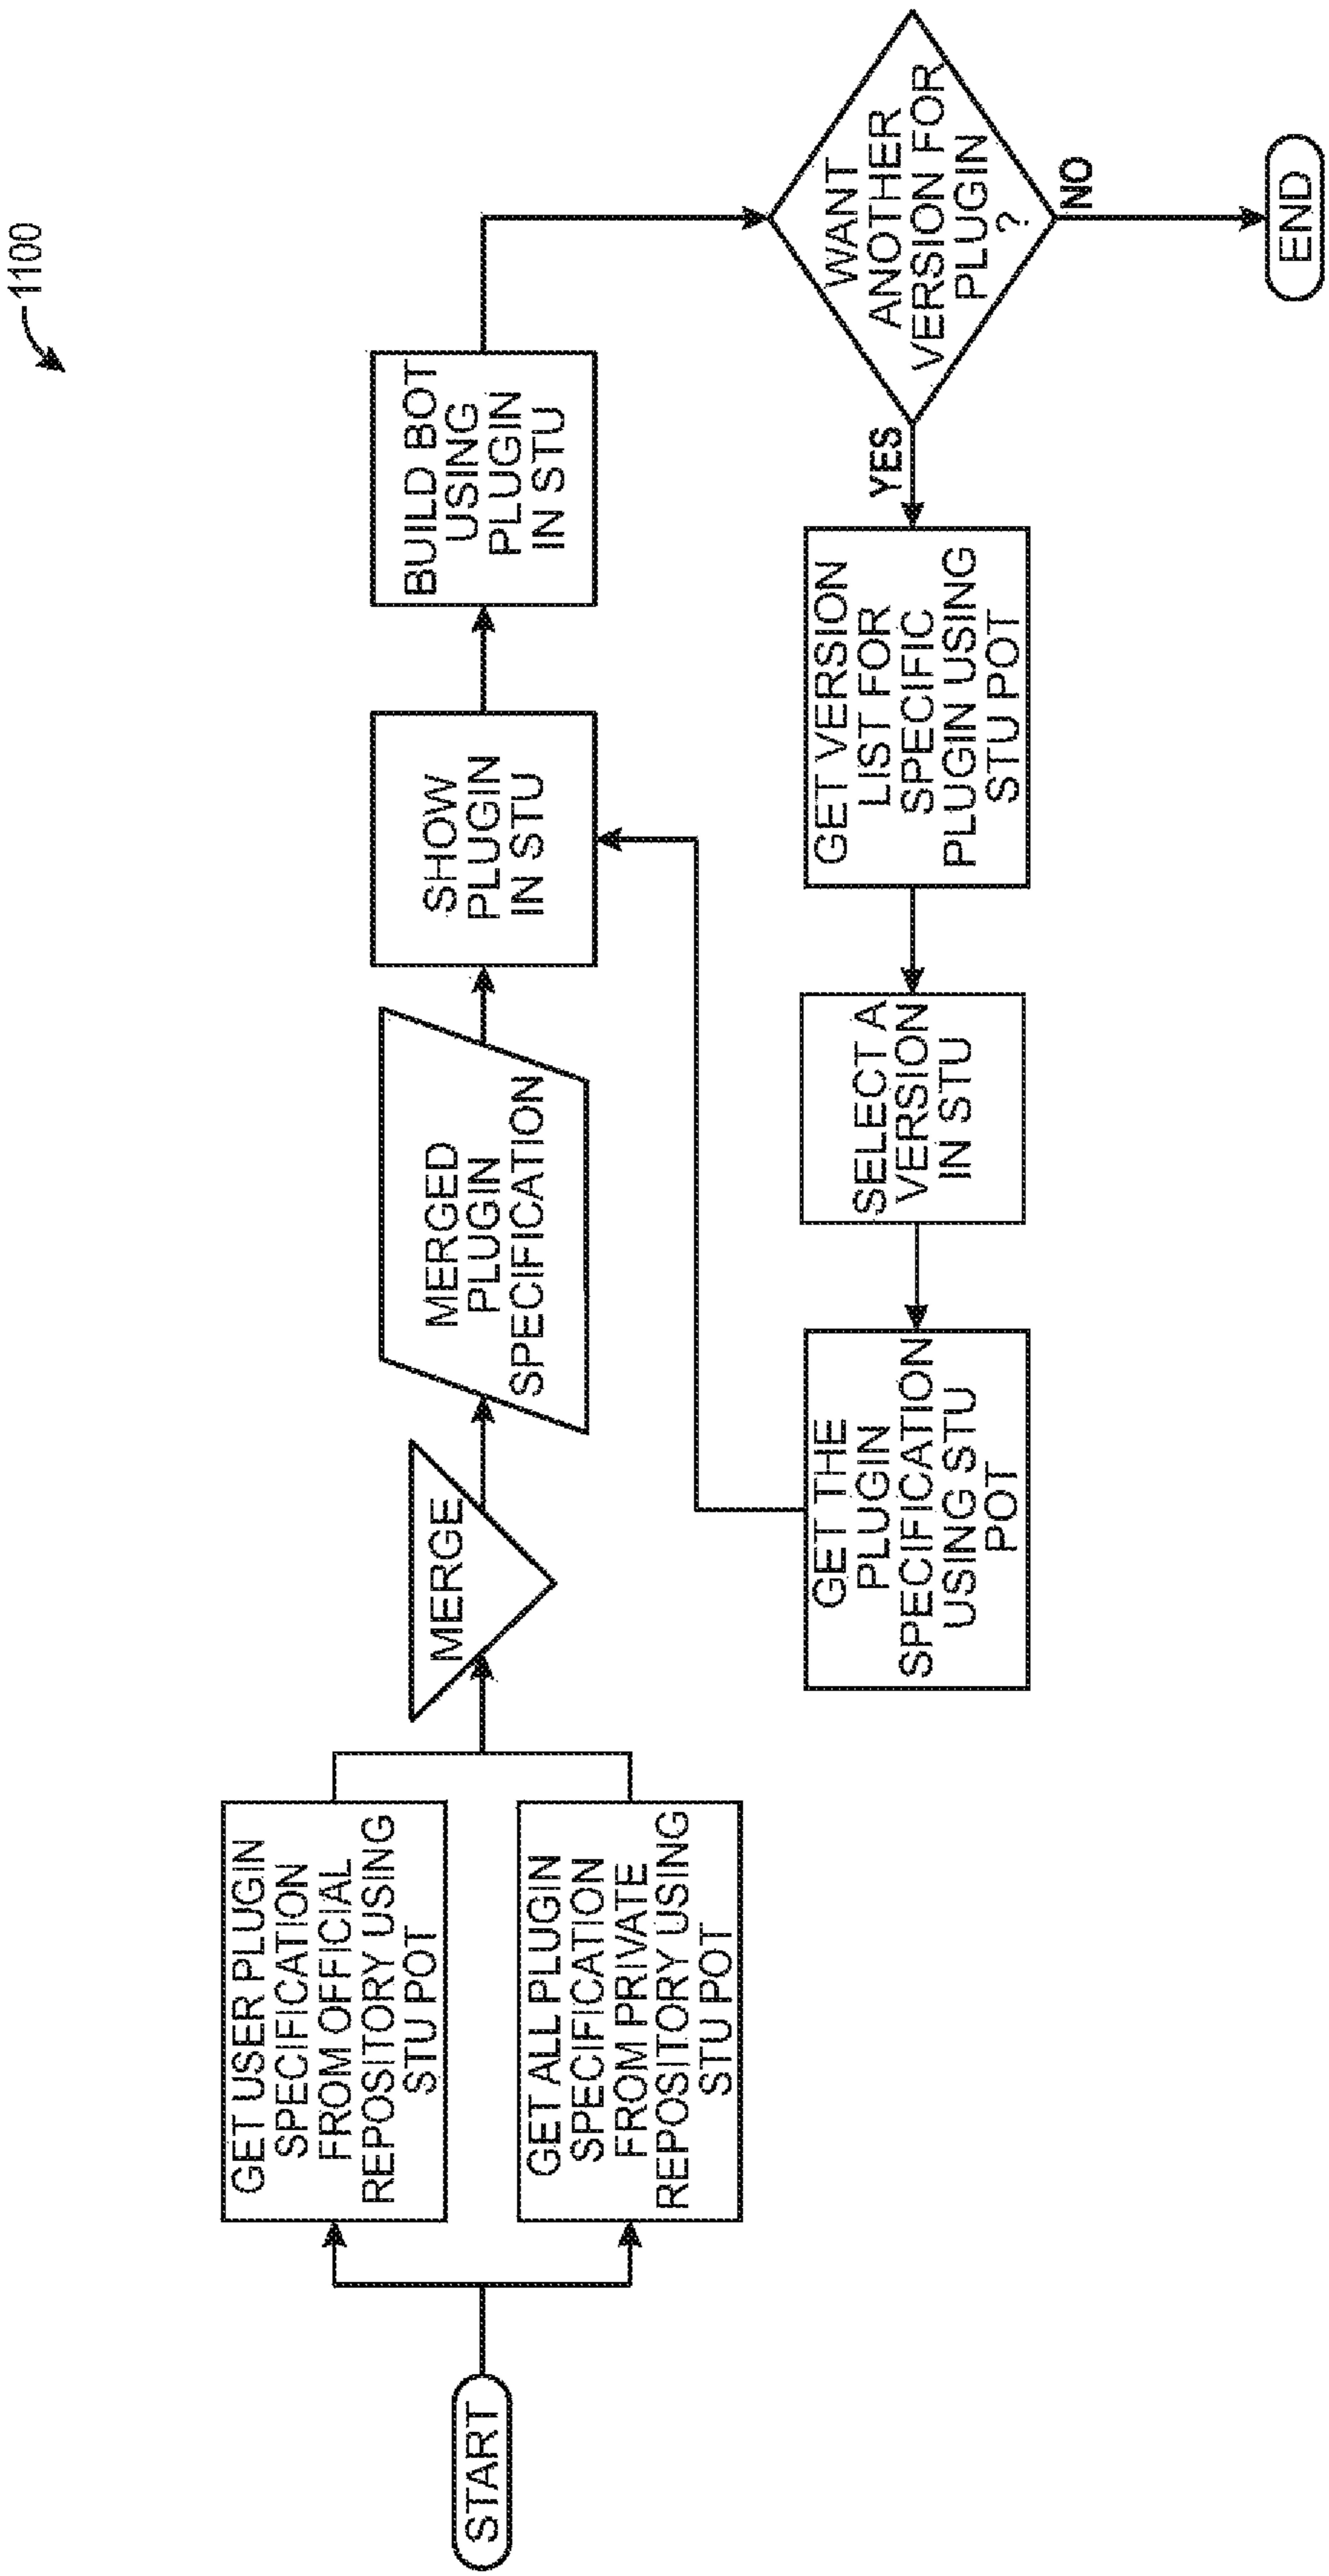 1100
START
GET USER PLUGIN
SPECIFICATION
FROM OFFICIAL
REPOSITORY USING
STU POT
GET ALL PLUGIN
SPECIFICATION
FROM PRIVATE
REPOSITORY USING
STU POT
MERGE
MERGED
PLUGIN
SPECIFICATION
SHOW
PLUGIN
IN STU
BUILD BOT
USING
PLUGIN
IN STU
WANT
ANOTHER
VERSION FOR
PLUGIN
?
YES
NO
GET VERSION
LIST FOR
SPECIFIC
PLUGIN USING
STU POT
SELECT A
VERSION
IN STU
GET THE
PLUGIN
SPECIFICATION
USING STU
POT
END